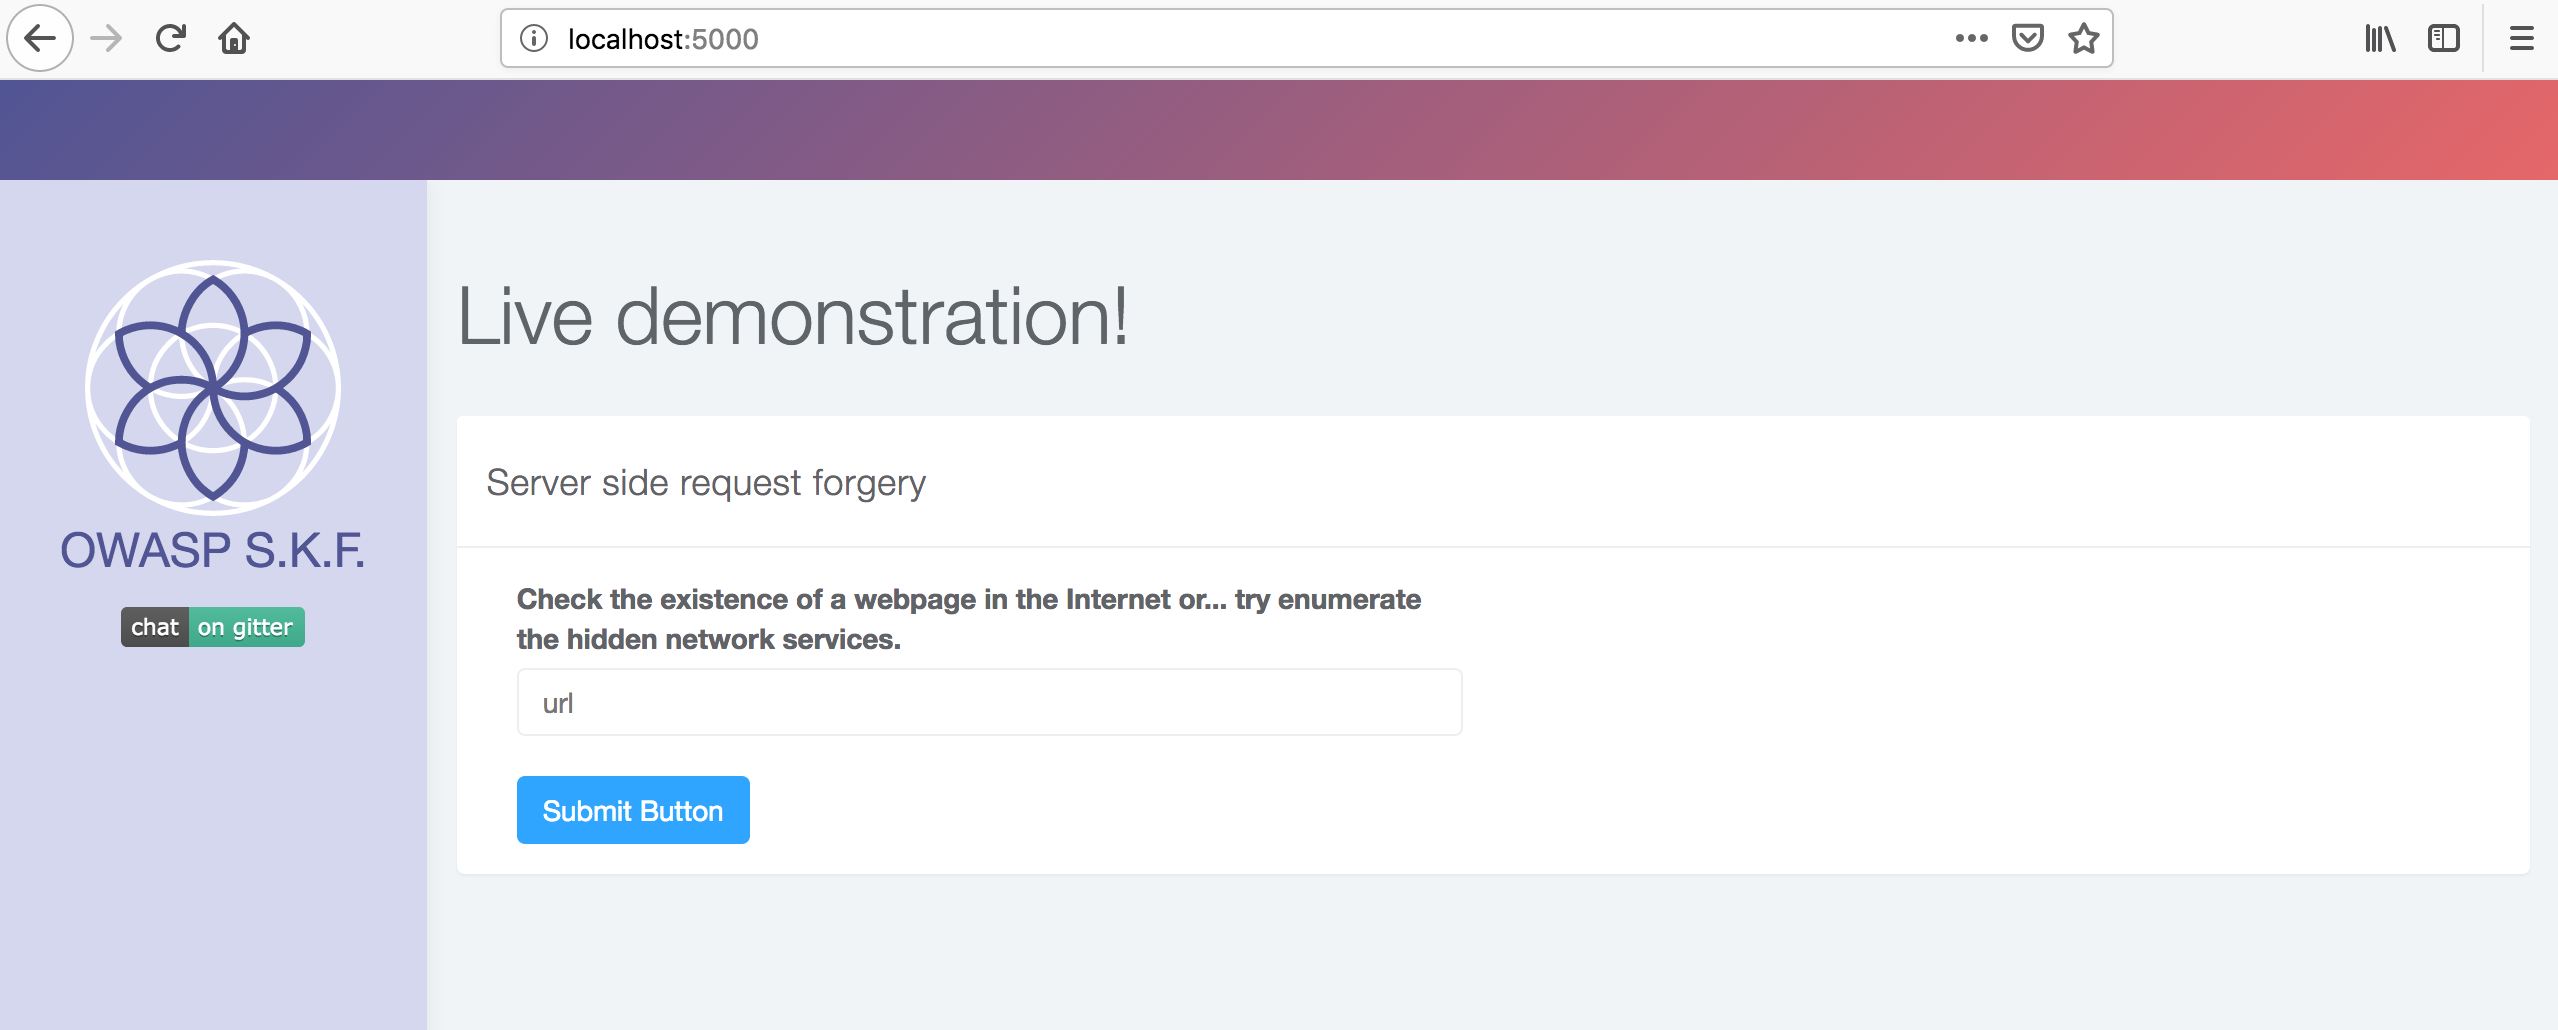 localhost:5000
Live demonstration!
Server side request forgery
OWASP S.K.F.
chat on gitter
Check the existence of a webpage in the Internet or... try enumerate
the hidden network services.
url
Submit Button